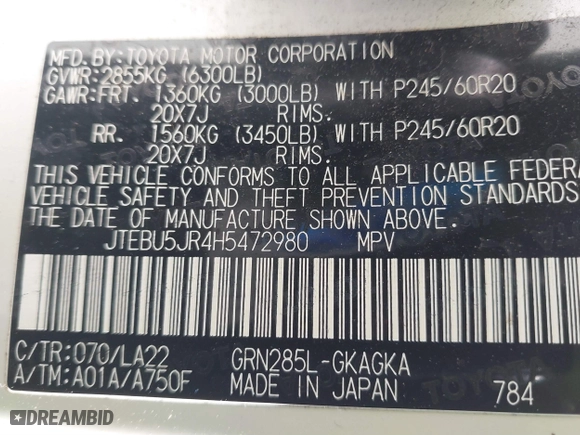 MFD. BY: TOYOTA MOTOR CORPORATION
GVWR: 2855KG (6300LB)
GAWR: FRT. 1360KG (3000LB) WITH P245/60R20
20X7J RIMS.
RR. 1560KG (3450LB) WITH P245/60R20
20X7J RIMS.
THIS VEHICLE CONFORMS TO ALL APPLICABLE FEDERA
VEHICLE SAFETY AND THEFT PREVENTION STANDARDS
THE DATE OF MANUFACTURE SHOWN ABOVE.
JTEBU5JR4H5472980 MPV
C/TR:070/LA22 GRN285L-GKAGKA
A/TM:A01A/A750F MADE IN JAPAN 784
DREAMBID